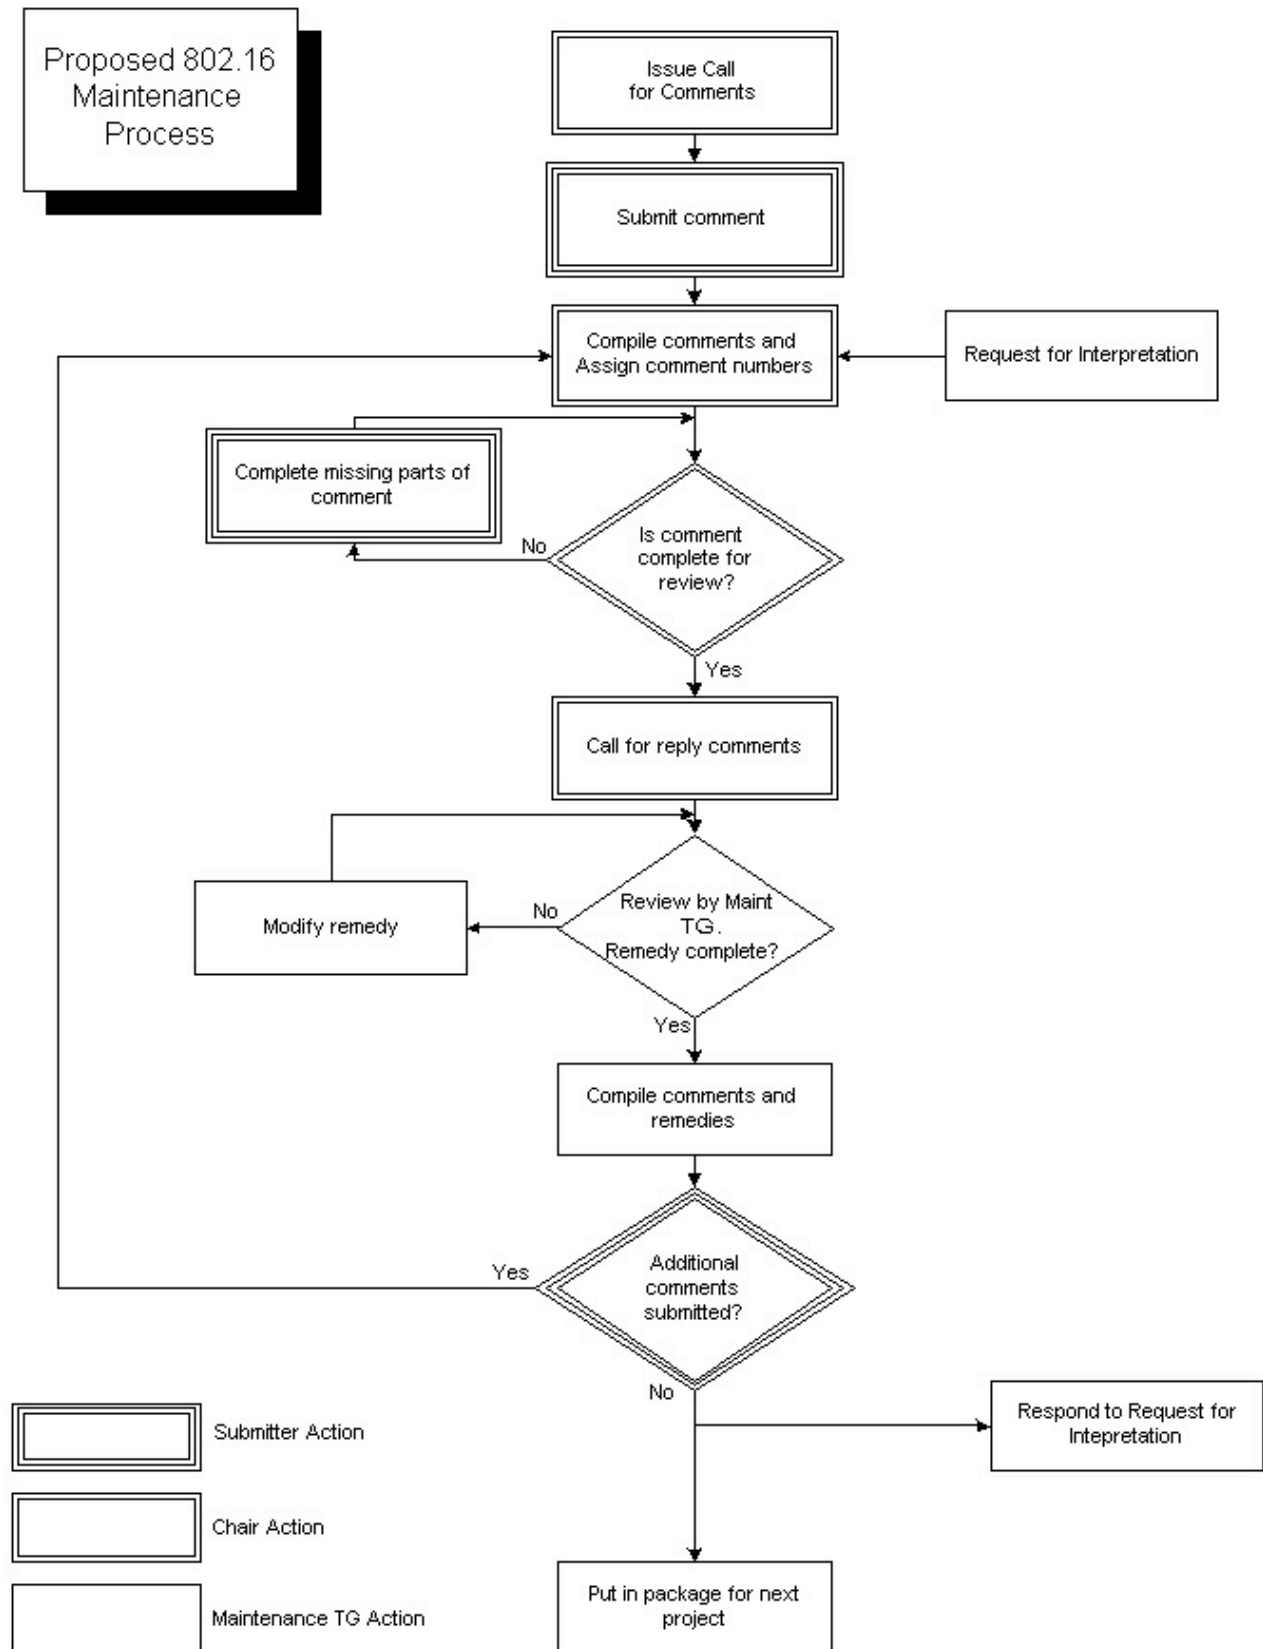 Proposed 802.16
Maintenance
Process
Issue Call
for Comments
Submit comment
Compile comments and
Assign comment numbers
Request for Interpretation
Complete missing parts of
comment
No
Is comment
complete for
review?
Yes
Call for reply comments
Modify remedy
No
Review by Maint
TG.
Remedy complete?
Yes
Compile comments and
remedies
Yes
Additional
comments
submitted?
No
Respond to Request for
Intepretation
Submitter Action
Chair Action
Maintenance TG Action
Put in package for next
project